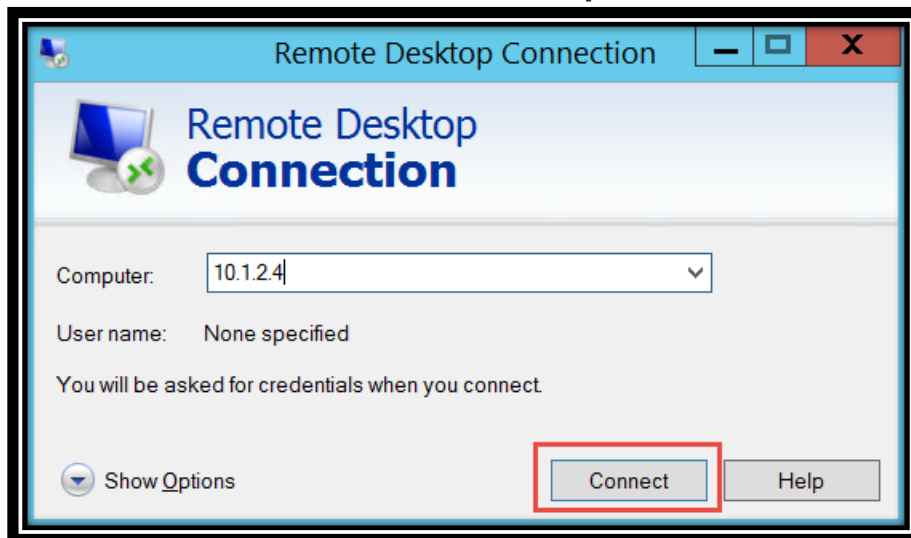 Remote Desktop Connection
X
Remote Desktop
Connection
Computer: 10.1.2.4
User name: None specified
You will be asked for credentials when you connect.
Show Options Connect Help